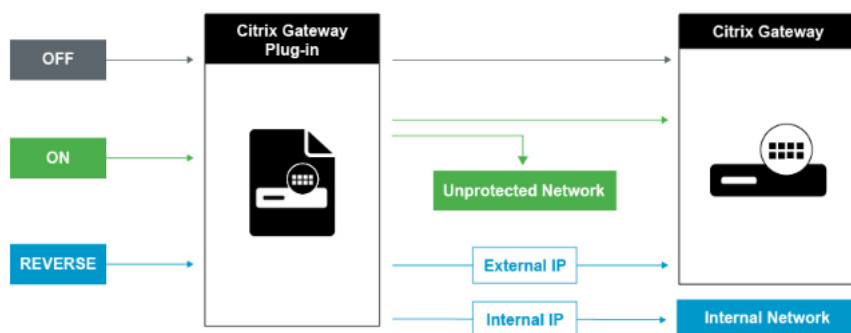 Citrix Gateway
Plug-in
Citrix Gateway
OFF
ON
Unprotected Network
REVERSE
External IP
Internal IP
Internal Network